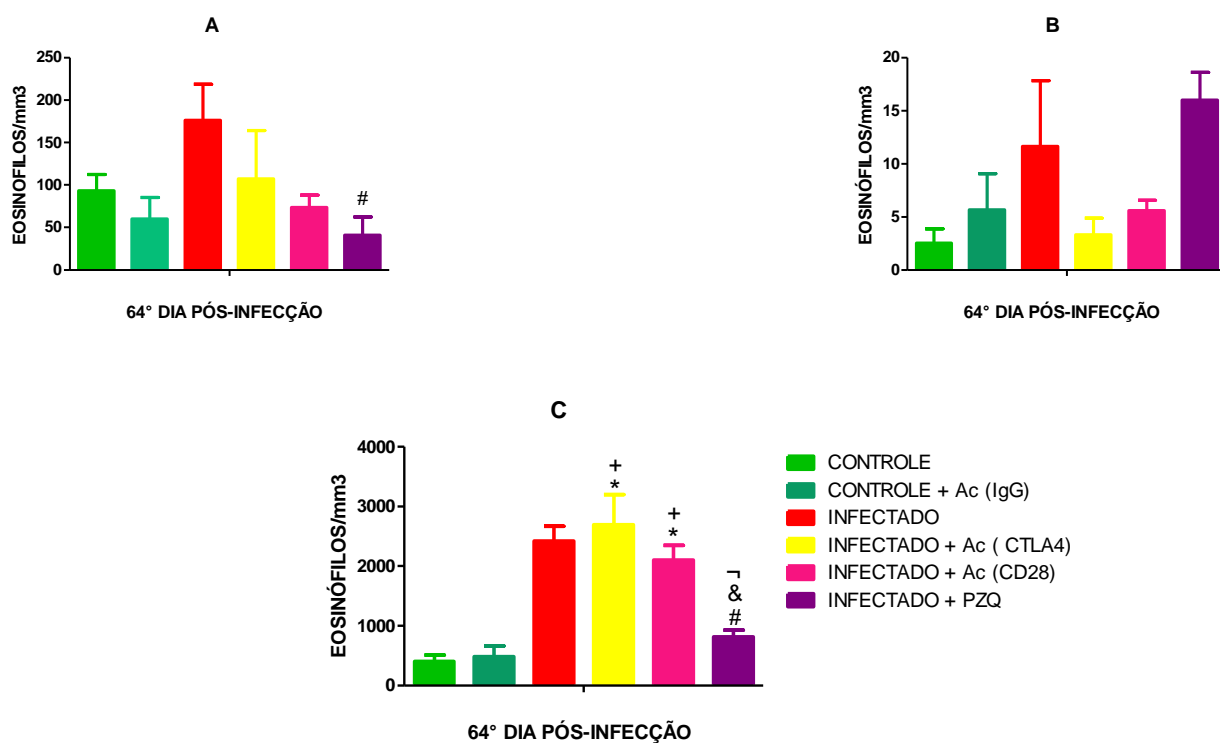 A
EOSINOFILOS/mm3
250
200
150
100
50
0
#
64° DIA PÓS-INFECÇÃO
B
EOSINÓFILOS/mm3
20
15
10
5
0
64° DIA PÓS-INFECÇÃO
C
EOSINÓFILOS/mm3
4000
3000
2000
1000
0
+
*
+
*
¬
&
#
64° DIA PÓS-INFECÇÃO
CONTROLE
CONTROLE + Ac (IgG)
INFECTADO
INFECTADO + Ac ( CTLA4)
INFECTADO + Ac (CD28)
INFECTADO + PZQ